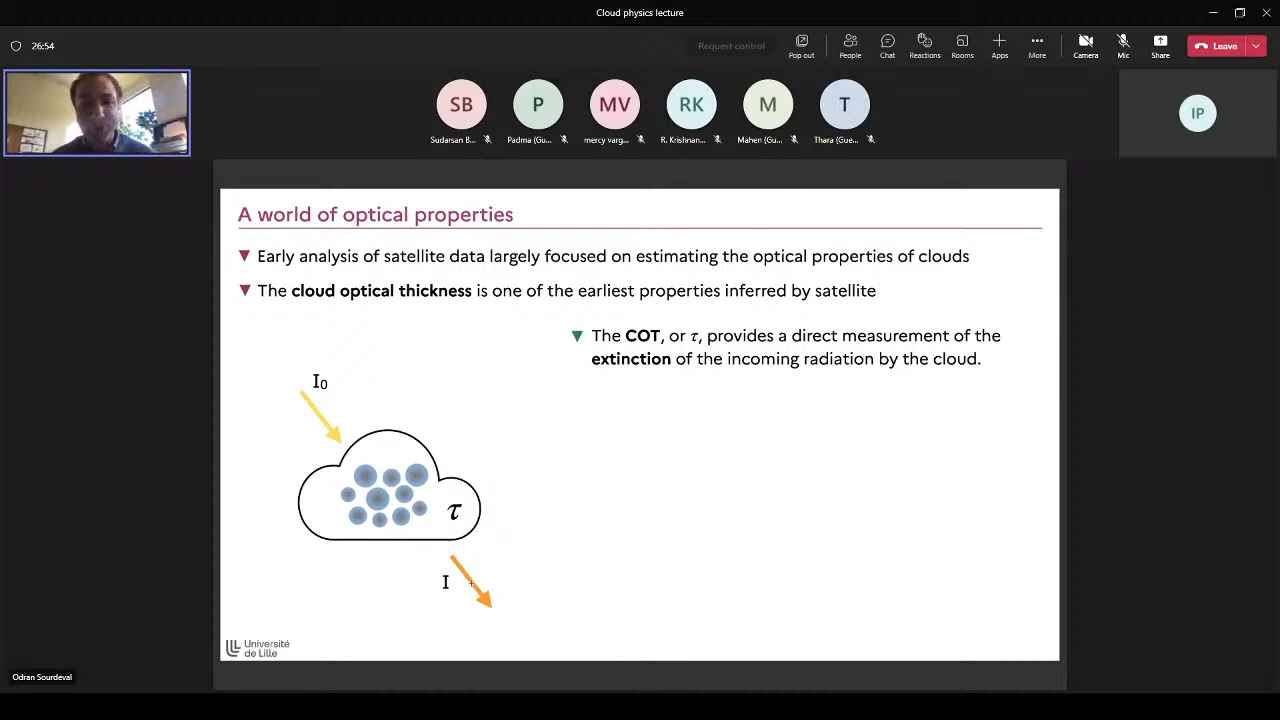 Cloud physics lecture
26:54
Request control
Pop out
People
Chat
Reactions
Rooms
Apps
More
Camera
Mic
Share
Leave
SB
P
MV
RK
M
T
IP
Sudarsan B...
Padma (Gu...
mercy varg...
R. Krishnan...
Mahen (Gu...
Thara (Gue...
A world of optical properties
Early analysis of satellite data largely focused on estimating the optical properties of clouds
The cloud optical thickness is one of the earliest properties inferred by satellite
The COT, or τ, provides a direct measurement of the
extinction of the incoming radiation by the cloud.
I₀
τ
I
Université
de Lille
Odran Sourdeval